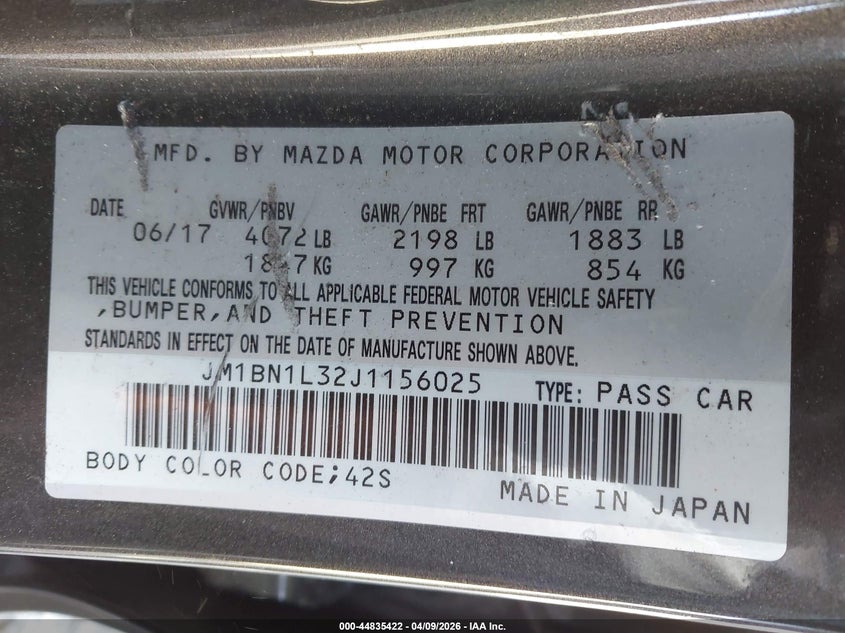 MFD. BY MAZDA MOTOR CORPORATION
DATE GVWR/PNBV GAWR/PNBE FRT GAWR/PNBE RR
06/17 4072 LB 2198 LB 1883 LB
1847 KG 997 KG 854 KG
THIS VEHICLE CONFORMS TO ALL APPLICABLE FEDERAL MOTOR VEHICLE SAFETY
,BUMPER,AND THEFT PREVENTION
STANDARDS IN EFFECT ON THE DATE OF MANUFACTURE SHOWN ABOVE.
JM1BN1L32J1156025 TYPE: PASS CAR
BODY COLOR CODE;42S
MADE IN JAPAN
000-44835422 - 04/09/2026 - IAA Inc.